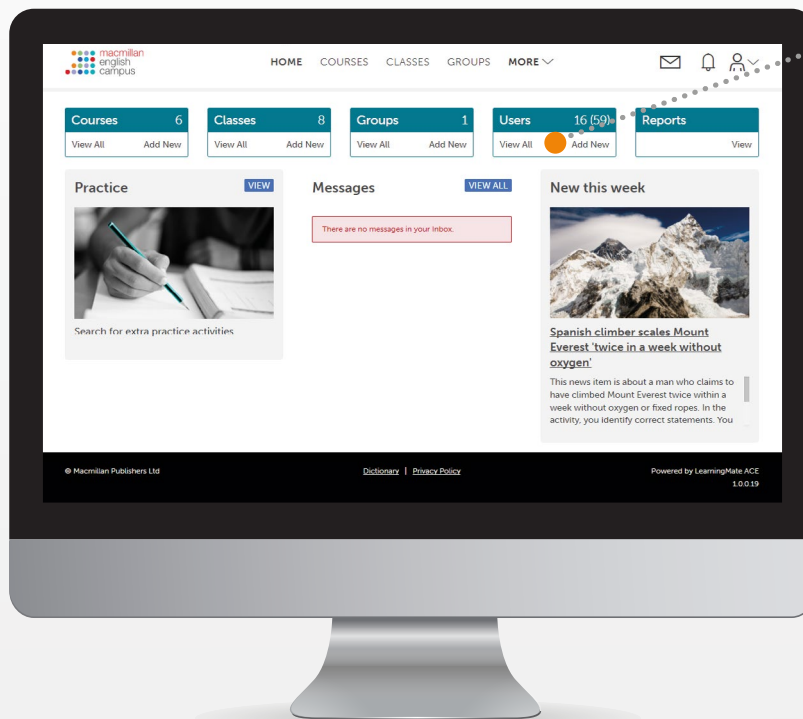 macmillan
english
campus
HOME COURSES CLASSES GROUPS MORE
Courses 6
View All Add New
Classes 8
View All Add New
Groups 1
View All Add New
Users 16 (59)
View All Add New
Reports
View
Practice VIEW
Search for extra practice activities
Messages VIEW ALL
There are no messages in your Inbox.
New this week
Spanish climber scales Mount
Everest 'twice in a week without
oxygen'
This news item is about a man who claims to
have climbed Mount Everest twice within a
week without oxygen or fixed ropes. In the
activity, you identify correct statements. You
© Macmillan Publishers Ltd
Dictionary | Privacy Policy
Powered by LearningMate ACE
1.0.0.19